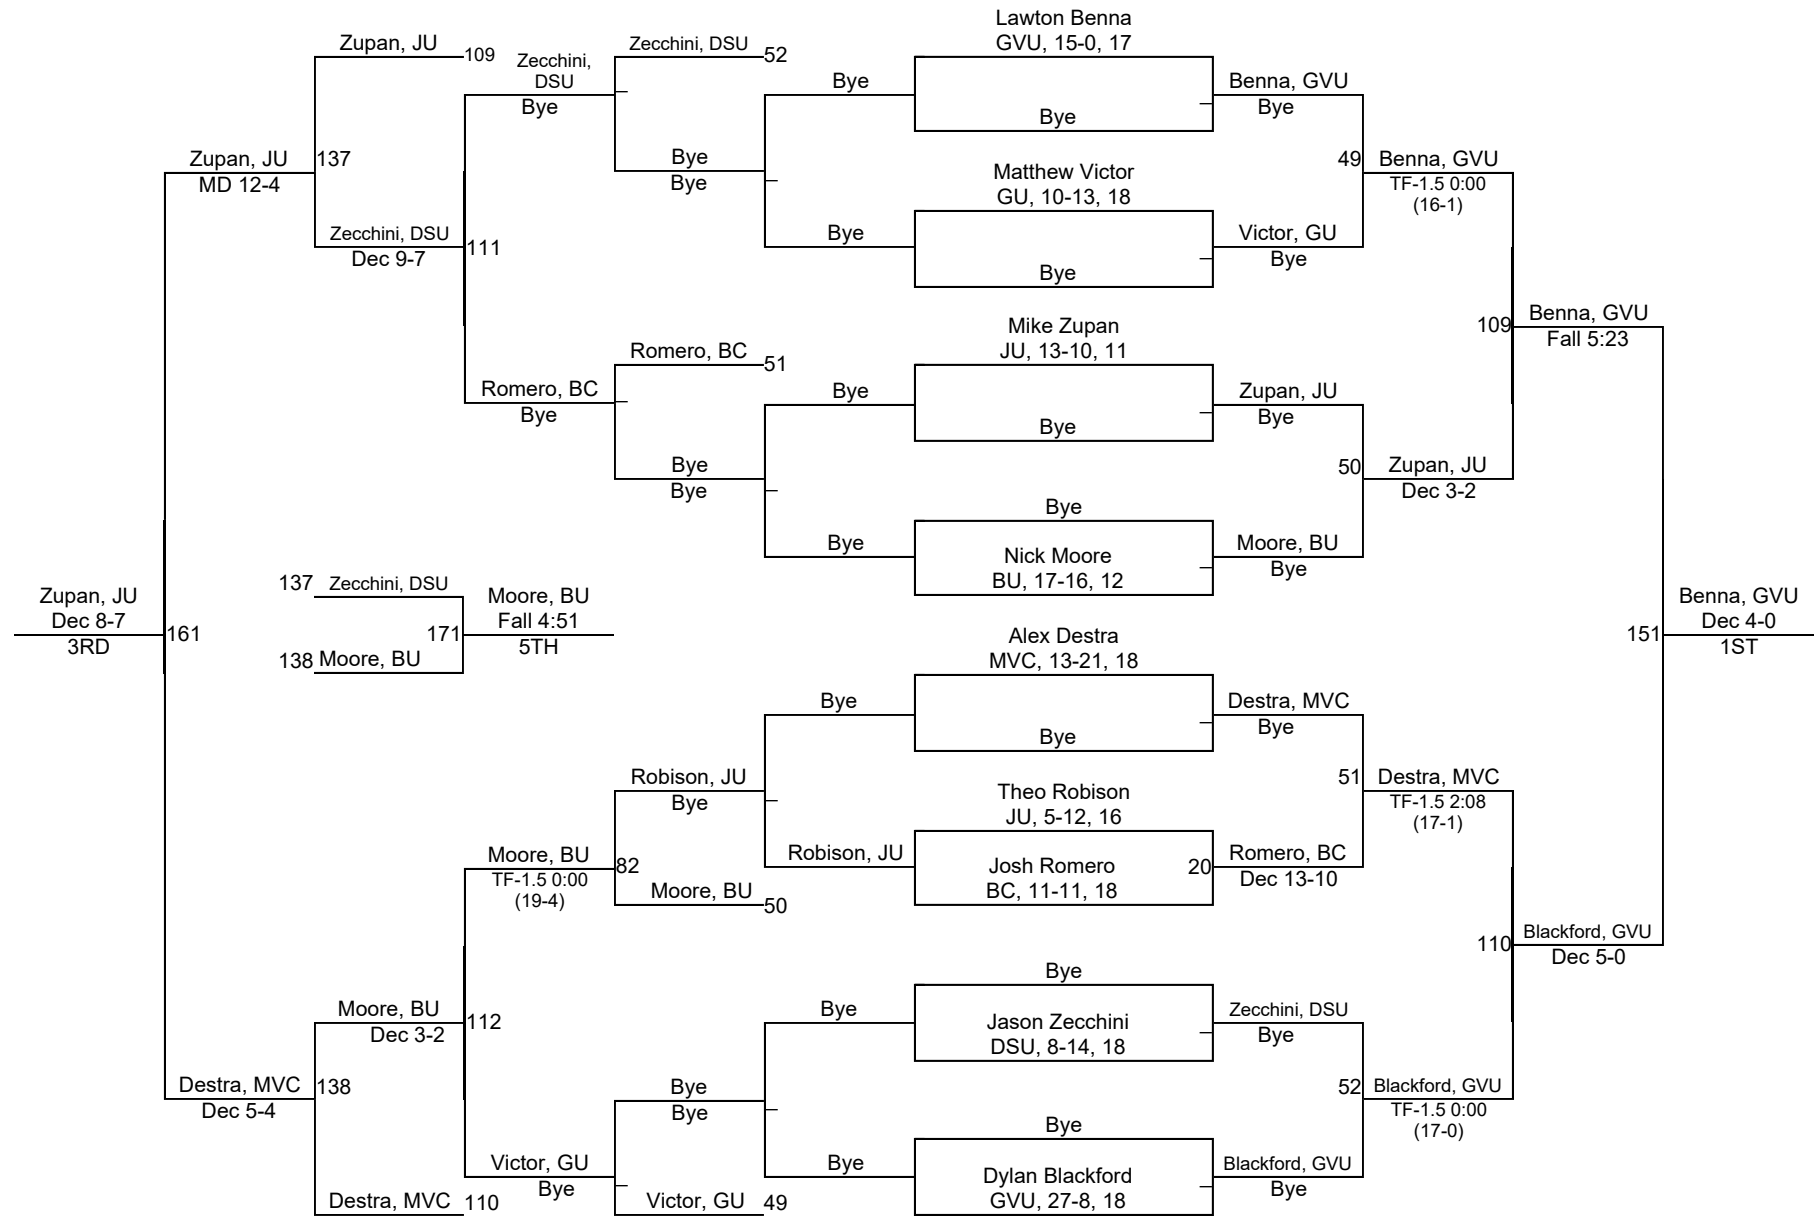 Lawton Benna
GVU, 15-0, 17
Zupan, JU
109
Zecchini,
DSU
Bye
Zecchini, DSU
52
Bye
Bye
Benna, GVU
Bye
Zupan, JU
MD 12-4
137
Bye
Bye
Matthew Victor
GU, 10-13, 18
49
Benna, GVU
TF-1.5 0:00
(16-1)
Zecchini, DSU
Dec 9-7
111
Bye
Bye
Victor, GU
Bye
Mike Zupan
JU, 13-10, 11
109
Benna, GVU
Fall 5:23
Romero, BC
51
Romero, BC
Bye
Bye
Bye
Zupan, JU
Bye
Bye
Bye
50
Zupan, JU
Dec 3-2
Bye
Bye
Nick Moore
BU, 17-16, 12
Moore, BU
Bye
Zupan, JU
Dec 8-7
3RD
161
137
Zecchini, DSU
138
Moore, BU
171
Moore, BU
Fall 4:51
5TH
151
Benna, GVU
Dec 4-0
1ST
Alex Destra
MVC, 13-21, 18
Bye
Bye
Destra, MVC
Bye
Robison, JU
Bye
Theo Robison
JU, 5-12, 16
51
Destra, MVC
TF-1.5 2:08
(17-1)
Moore, BU
TF-1.5 0:00
(19-4)
82
Moore, BU
50
Robison, JU
Josh Romero
BC, 11-11, 18
20
Romero, BC
Dec 13-10
110
Blackford, GVU
Dec 5-0
Bye
Moore, BU
Dec 3-2
112
Bye
Jason Zecchini
DSU, 8-14, 18
Zecchini, DSU
Bye
Destra, MVC
Dec 5-4
138
Bye
Bye
52
Blackford, GVU
TF-1.5 0:00
(17-0)
Bye
Victor, GU
Bye
Bye
Dylan Blackford
GVU, 27-8, 18
Blackford, GVU
Bye
Destra, MVC
110
Victor, GU
49